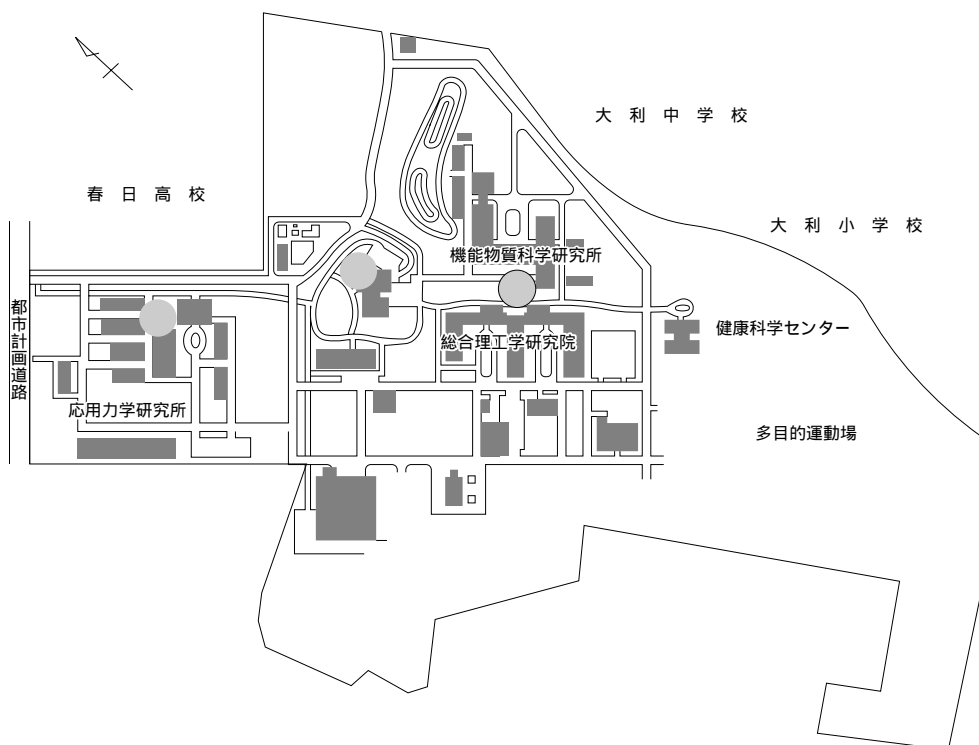 大利中学校
春日高校
大利小学校
機能物質科学研究所
都市計画道路
健康科学センター
総合理工学研究院
応用力学研究所
多目的運動場